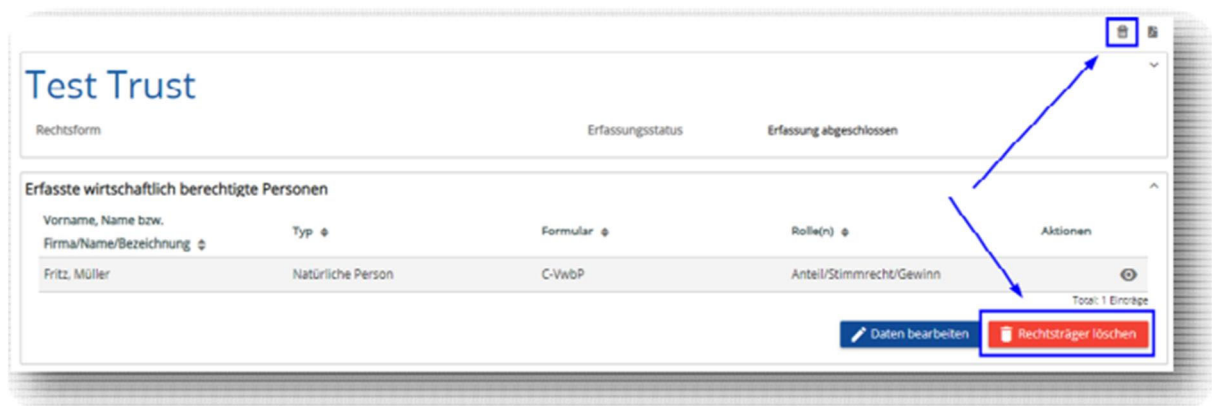 Test Trust
Rechtsform Erfassungsstatus Erfassung abgeschlossen
Erfasste wirtschaftlich berechtigte Personen
Vorname, Name bzw.
Firma/Name/Bezeichnung Typ Formular Rolle(n) Aktionen
Fritz, Müller Natürliche Person C-VwbP Anteil/Stimmrecht/Gewinn
Total: 1 Einträge
Daten bearbeiten Rechtsträger löschen